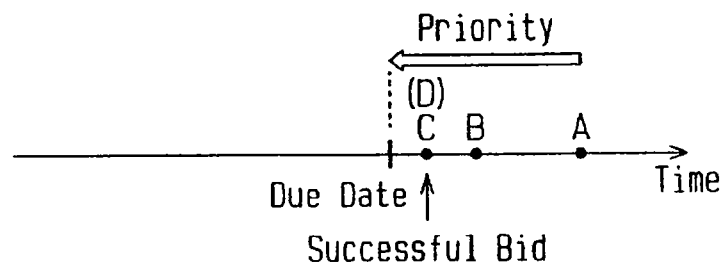 Priority
(D)
C B A
Due Date
Time
Successful Bid